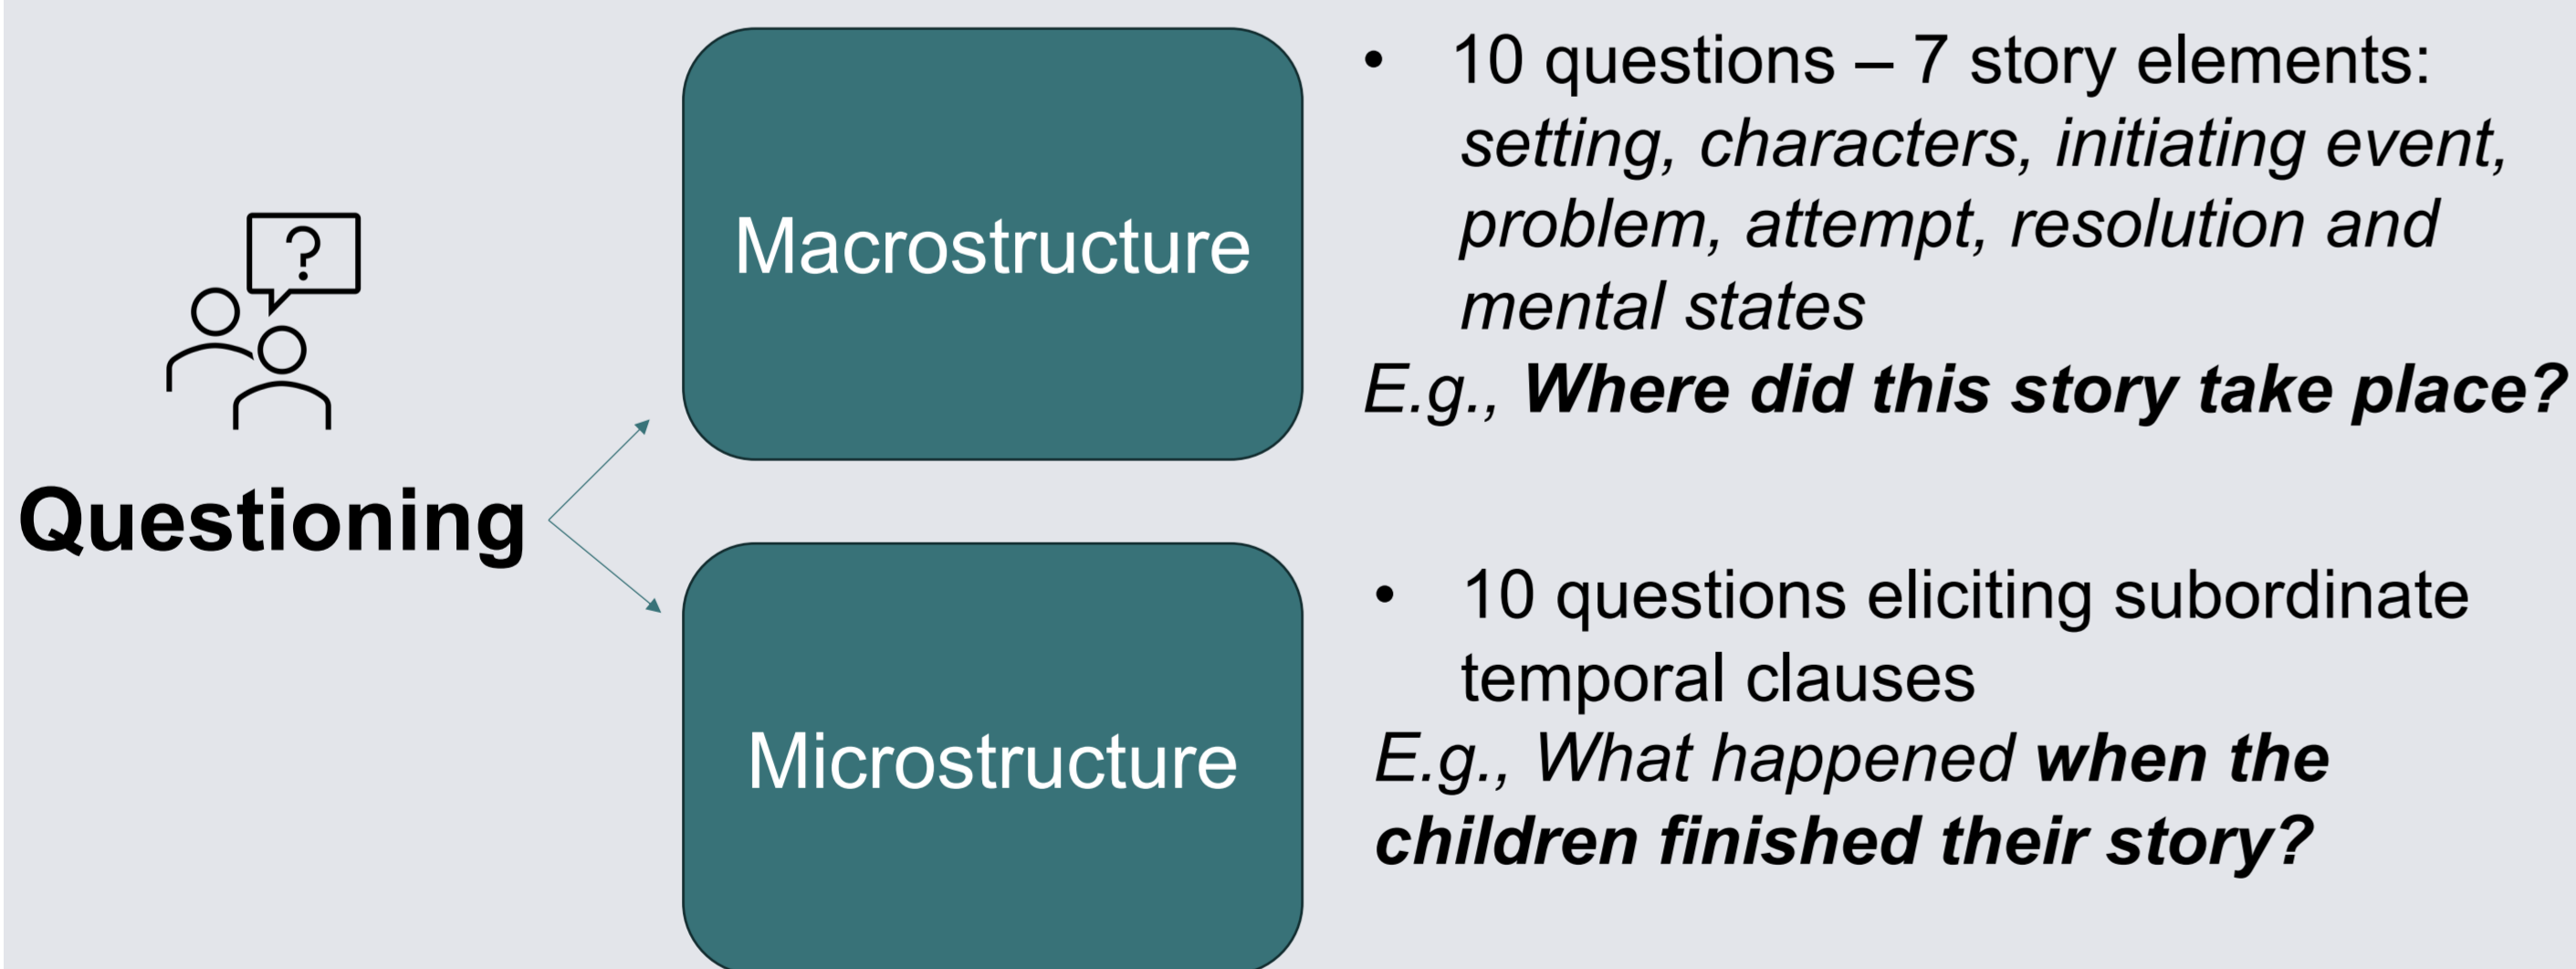 ?
Questioning
Macrostructure
• 10 questions – 7 story elements:
setting, characters, initiating event,
problem, attempt, resolution and
mental states
E.g., Where did this story take place?
Microstructure
• 10 questions eliciting subordinate
temporal clauses
E.g., What happened when the
children finished their story?